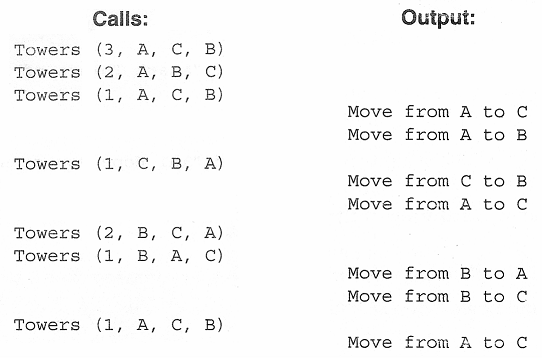 Calls: Output:
Towers (3, A, C, B)
Towers (2, A, B, C)
Towers (1, A, C, B)
Move from A to C
Move from A to B
Towers (1, C, B, A)
Move from C to B
Move from A to C
Towers (2, B, C, A)
Towers (1, B, A, C)
Move from B to A
Move from B to C
Towers (1, A, C, B)
Move from A to C